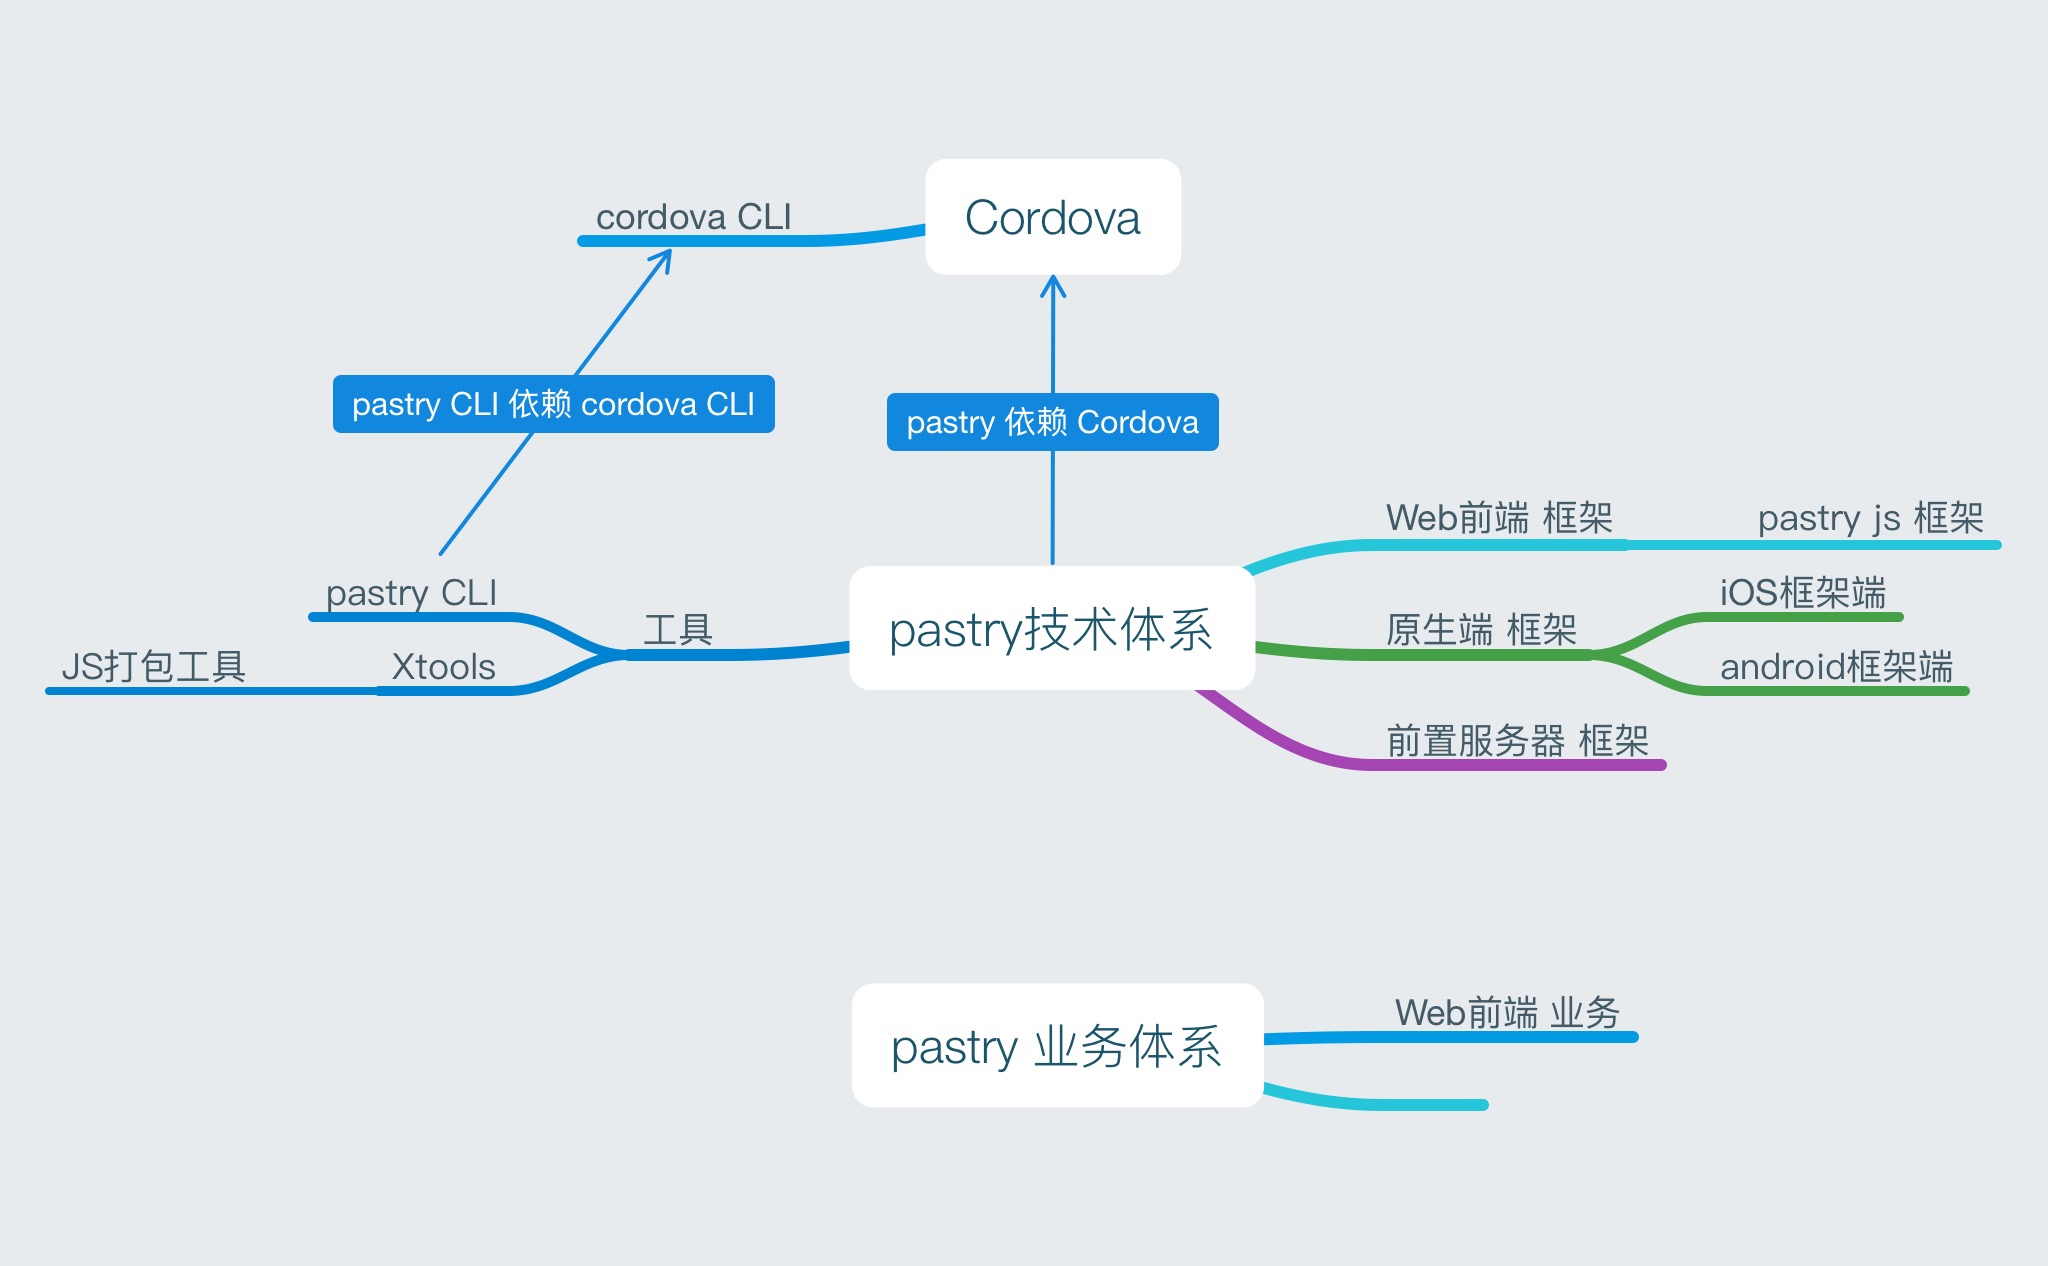 cordova CLI
Cordova
pastry CLI 依赖 cordova CLI
pastry 依赖 Cordova
Web前端 框架
pastry js 框架
pastry CLI
工具
pastry技术体系
原生端 框架
iOS框架端
JS打包工具
Xtools
android框架端
前置服务器 框架
pastry 业务体系
Web前端 业务